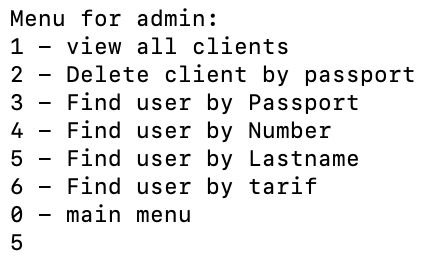 Menu for admin:
1 - view all clients
2 - Delete client by passport
3 - Find user by Passport
4 - Find user by Number
5 - Find user by Lastname
6 - Find user by tarif
0 - main menu
5